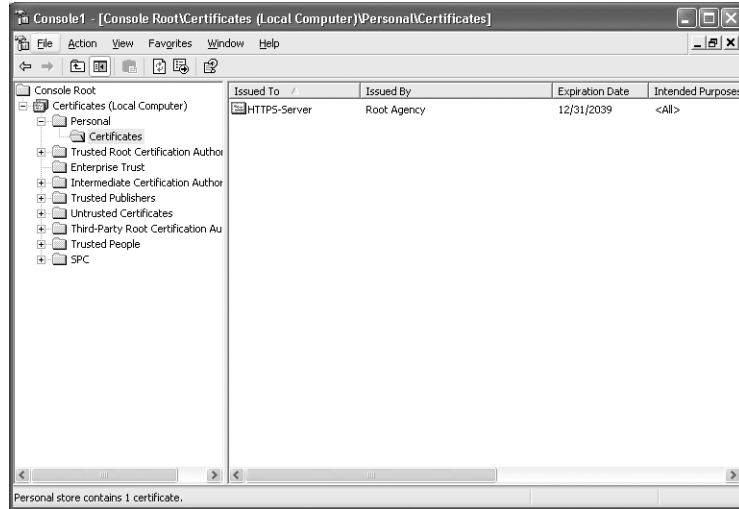 Console1 - [Console Root\Certificates (Local Computer)\Personal\Certificates]
File Action View Favorites Window Help
Console Root
Certificates (Local Computer)
Personal
Certificates
Trusted Root Certification Author
Enterprise Trust
Intermediate Certification Author
Trusted Publishers
Untrusted Certificates
Third-Party Root Certification Au
Trusted People
SPC
Issued To Issued By Expiration Date Intended Purposes
HTTPS-Server Root Agency 12/31/2039 <All>
Personal store contains 1 certificate.